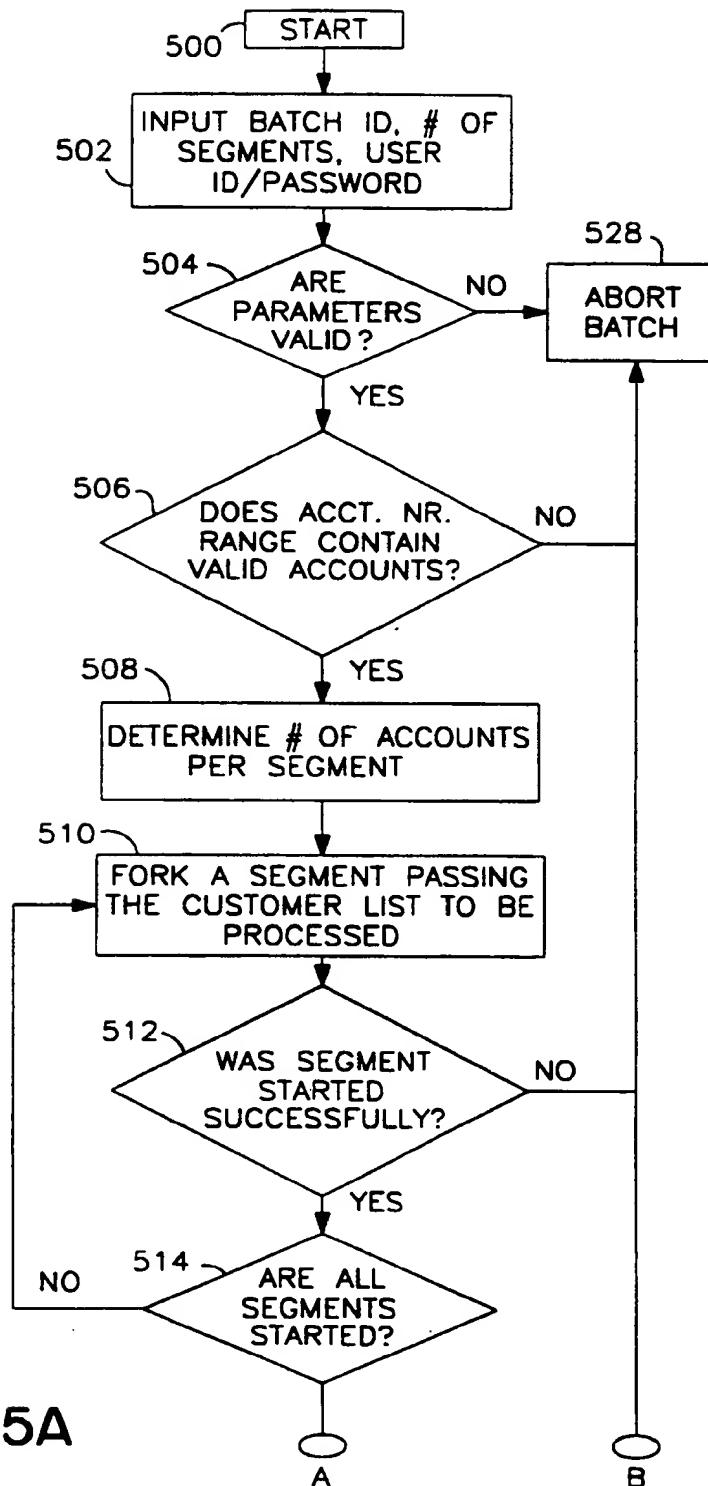 START
500
INPUT BATCH ID, # OF
SEGMENTS, USER
ID/PASSWORD
502
528
504
ARE
PARAMETERS
VALID?
NO
ABORT
BATCH
YES
506
DOES ACCT. NR.
RANGE CONTAIN
VALID ACCOUNTS?
NO
YES
508
DETERMINE # OF ACCOUNTS
PER SEGMENT
510
FORK A SEGMENT PASSING
THE CUSTOMER LIST TO BE
PROCESSED
512
WAS SEGMENT
STARTED
SUCCESSFULLY?
NO
YES
514
NO
ARE ALL
SEGMENTS
STARTED?
5A
A
B